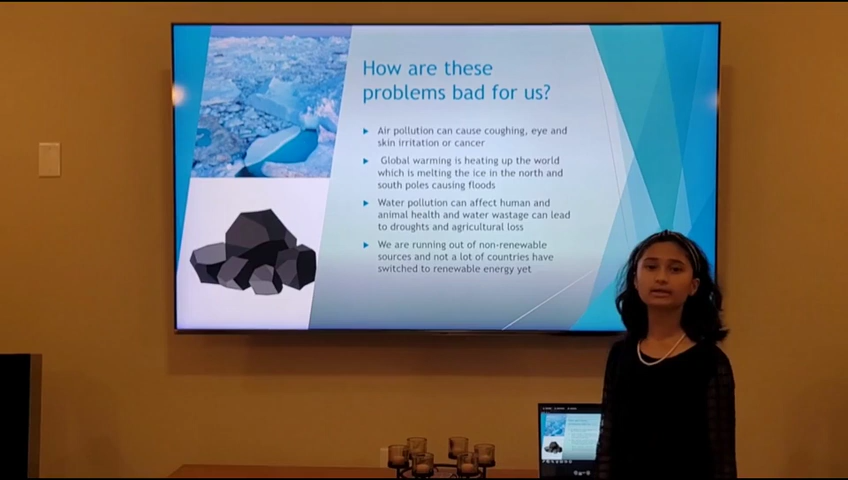 How are these
problems bad for us?
Air pollution can cause coughing, eye and
skin irritation or cancer
Global warming is heating up the world
which is melting the ice in the north and
south poles causing floods
Water pollution can affect human and
animal health and water wastage can lead
to droughts and agricultural loss
We are running out of non-renewable
sources and not a lot of countries have
switched to renewable energy yet